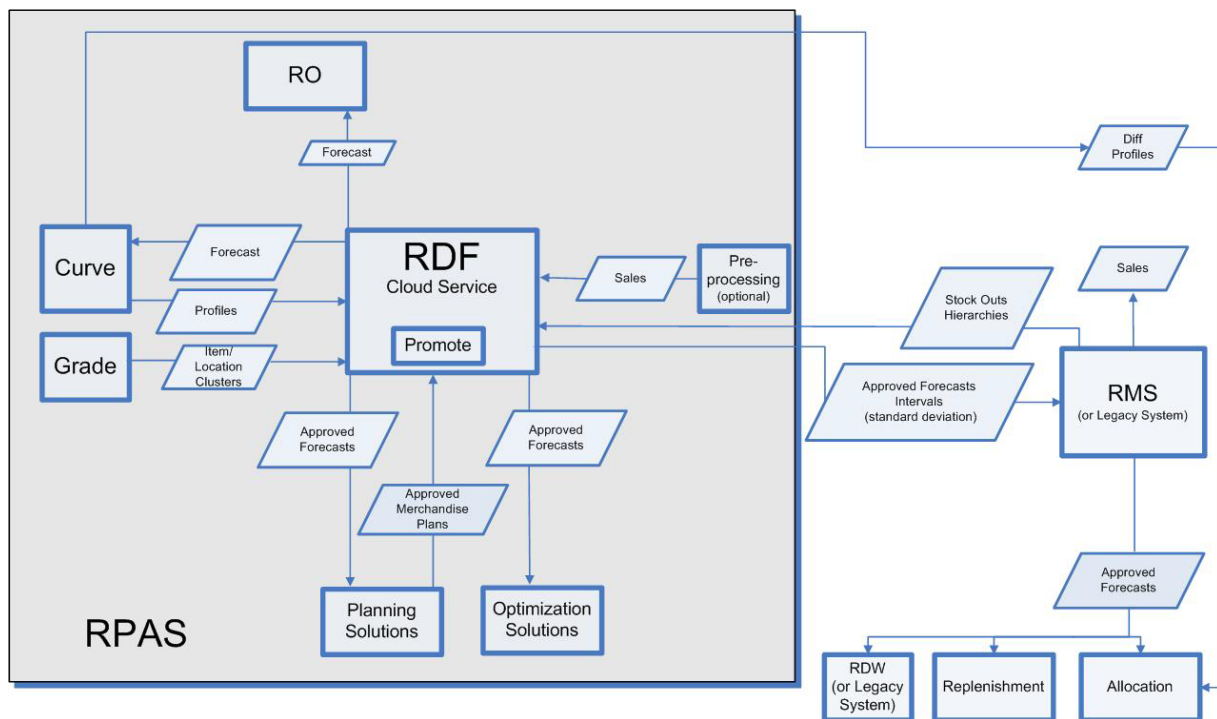 RO
Forecast
Diff
Profiles
Curve
Forecast
Profiles
RDF
Cloud Service
Promote
Sales
Pre-
processing
(optional)
Sales
Stock Outs
Hierarchies
Grade
Item/
Location
Clusters
Approved Forecasts
Intervals
(standard deviation)
RMS
(or Legacy System)
Approved
Forecasts
Approved
Merchandise
Plans
Approved
Forecasts
Approved
Forecasts
Planning
Solutions
Optimization
Solutions
RPAS
RDW
(or Legacy
System)
Replenishment
Allocation